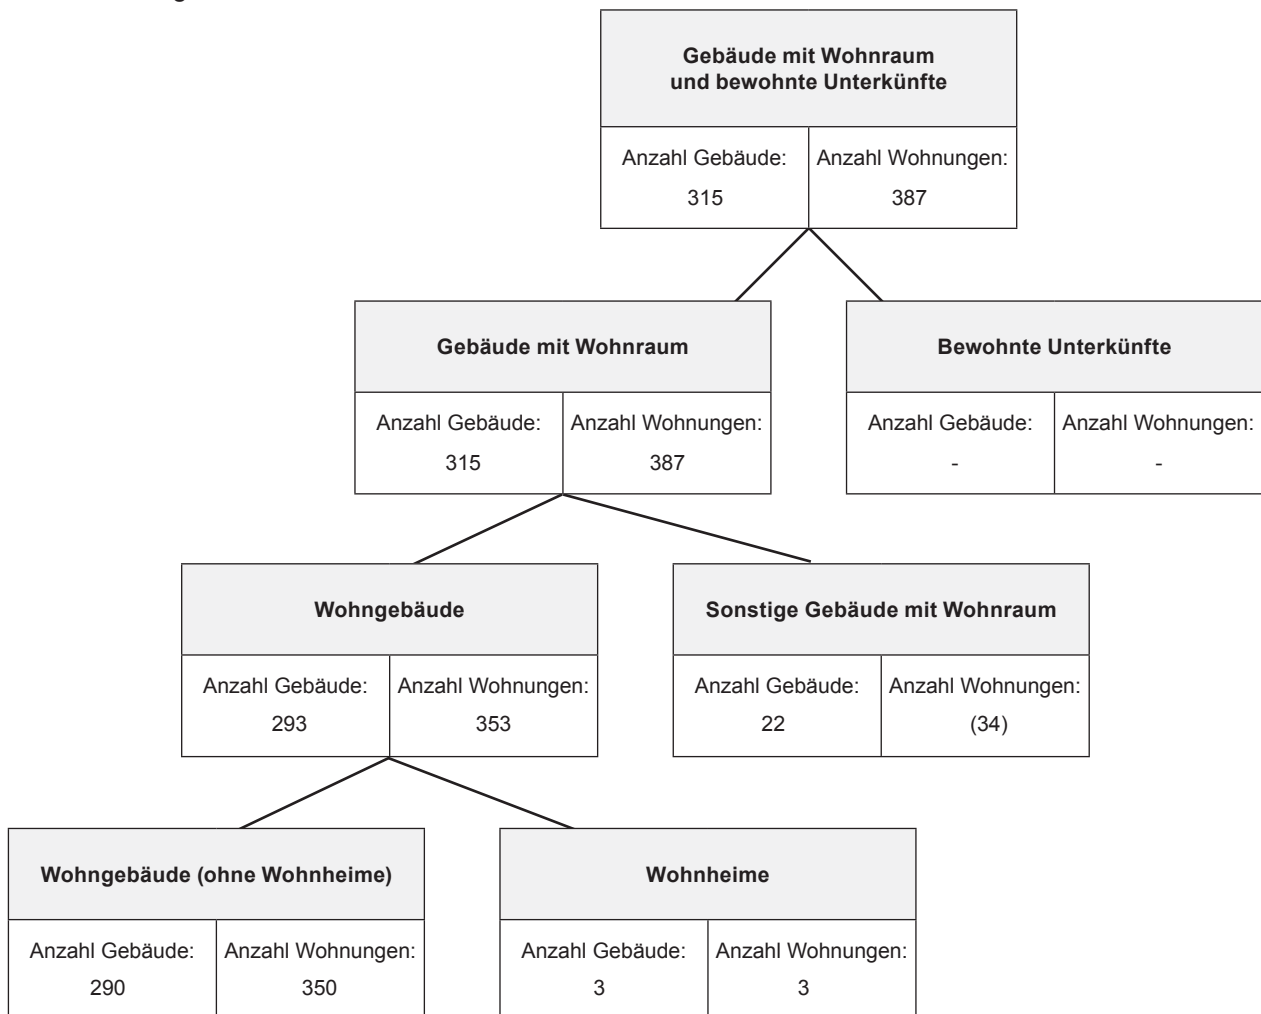 Gebäude mit Wohnraum
und bewohnte Unterkünfte
Anzahl Gebäude: Anzahl Wohnungen:
315 387
Gebäude mit Wohnraum
Bewohnte Unterkünfte
Anzahl Gebäude: Anzahl Wohnungen:
315 387
Anzahl Gebäude: Anzahl Wohnungen:
- -
Wohngebäude
Sonstige Gebäude mit Wohnraum
Anzahl Gebäude: Anzahl Wohnungen:
293 353
Anzahl Gebäude: Anzahl Wohnungen:
22 (34)
Wohngebäude (ohne Wohnheime)
Wohnheime
Anzahl Gebäude: Anzahl Wohnungen:
290 350
Anzahl Gebäude: Anzahl Wohnungen:
3 3